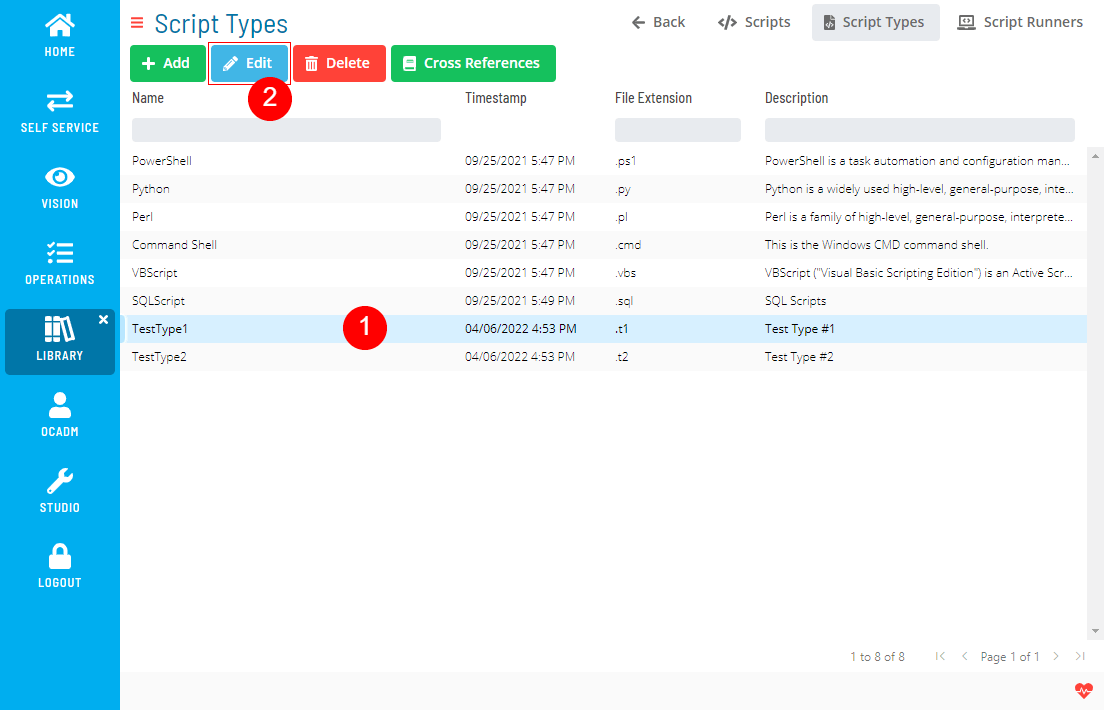 HOME
SELF SERVICE
VISION
OPERATIONS
LIBRARY
OCADM
STUDIO
LOGOUT
Script Types
Back
Scripts
Script Types
Script Runners
Add
Edit
Delete
Cross References
2
Name Timestamp File Extension Description
PowerShell 09/25/2021 5:47 PM .ps1 PowerShell is a task automation and configuration man...
Python 09/25/2021 5:47 PM .py Python is a widely used high-level, general-purpose, inte...
Perl 09/25/2021 5:47 PM .pl Perl is a family of high-level, general-purpose, interprete...
Command Shell 09/25/2021 5:47 PM .cmd This is the Windows CMD command shell.
VBScript 09/25/2021 5:47 PM .vbs VBScript ("Visual Basic Scripting Edition") is an Active Scr...
SQLScript 09/25/2021 5:49 PM .sql SQL Scripts
TestType1 1 04/06/2022 4:53 PM .t1 Test Type #1
TestType2 04/06/2022 4:53 PM .t2 Test Type #2
1 to 8 of 8 Page 1 of 1